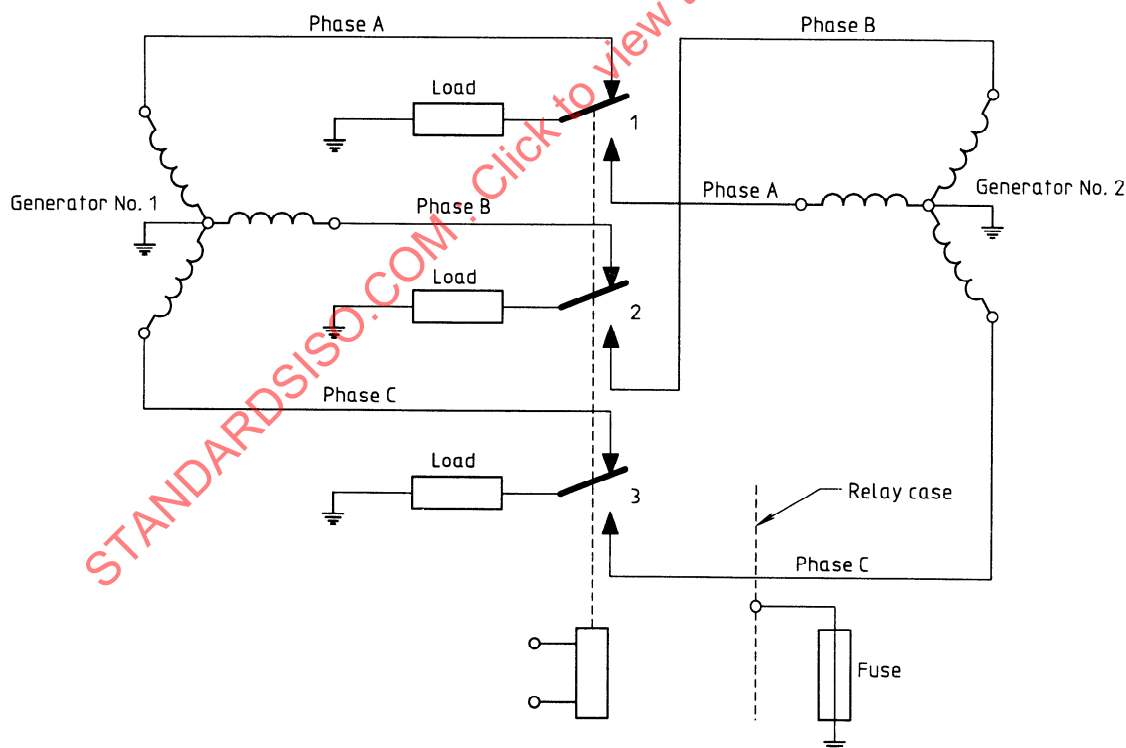 Phase A
Phase B
Load
1
Phase A
Generator No. 1
Phase B
Generator No. 2
Load
2
Phase C
Load
3
Relay case
Phase C
Fuse
STANDARDSISO.COM : Click to view